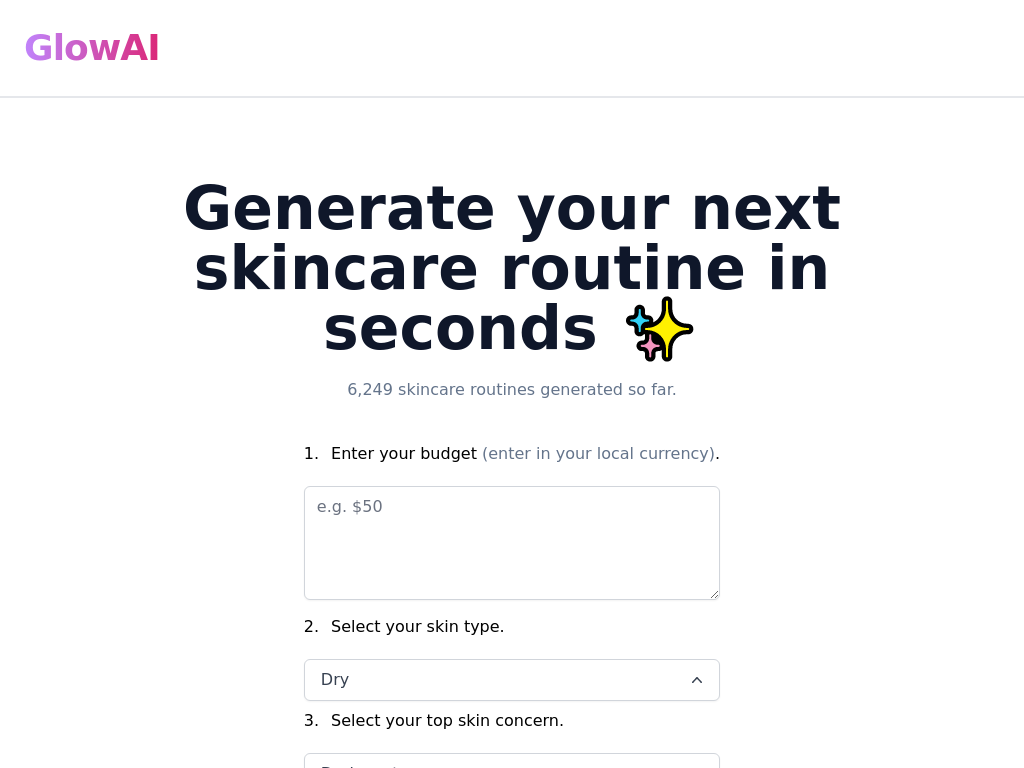 GlowAI
Generate your next
skincare routine in
seconds
6,249 skincare routines generated so far.
1. Enter your budget (enter in your local currency).
e.g. $50
2. Select your skin type.
Dry
3. Select your top skin concern.